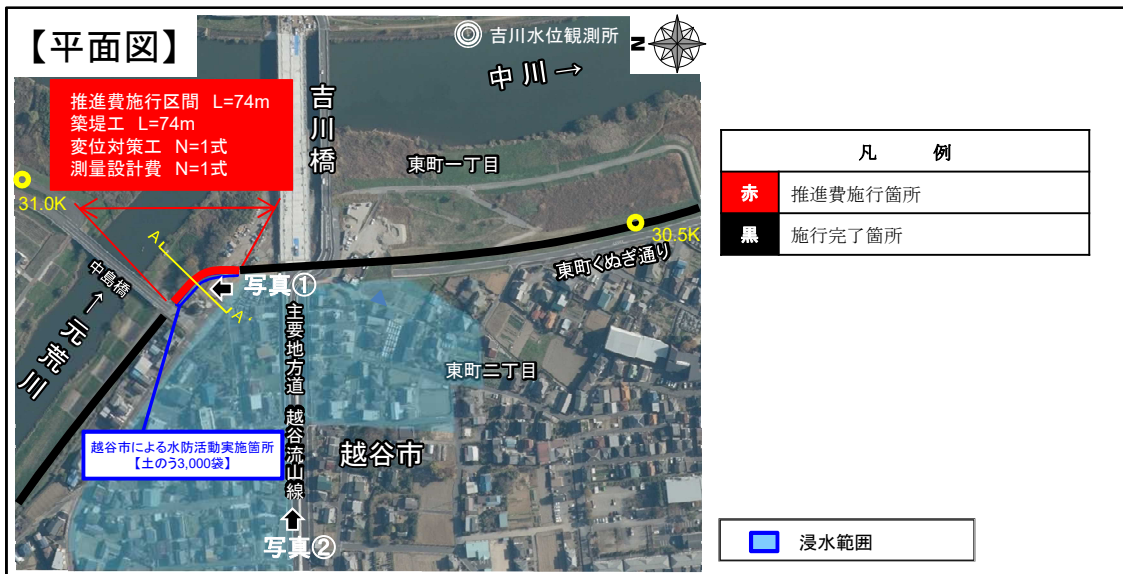 【平面図】
吉川水位観測所
N
中川→
推進費施行区間 L=74m
築堤工 L=74m
変位対策工 N=1式
測量設計費 N=1式
吉川橋
東町一丁目
31.0K
30.5K
東町くぬぎ通り
A
A'
写真①
中島橋
←元荒川
主要地方道 越谷流山線
東町二丁目
越谷市による水防活動実施箇所
【土のう3,000袋】
越谷市
写真②
凡 例
赤 推進費施行箇所
黒 施行完了箇所
浸水範囲